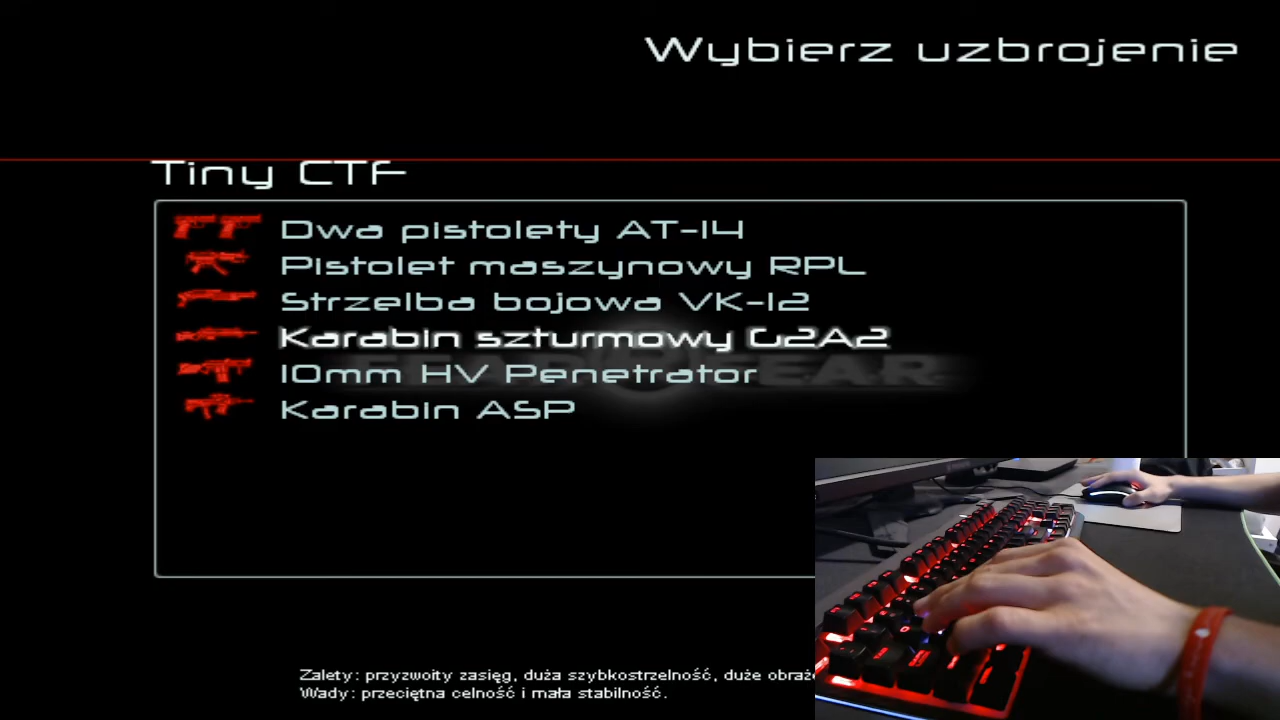 Wybierz uzbrojenie
Tiny CTF
Dwa pistolety AT-14
Pistolet maszynowy RPL
Strzelba bojowa VK-12
Karabin szturmowy G2A2
10mm HV Penetrator
Karabin ASP
Zalety: przyzwoity zasięg, duża szybkostrzelność, duże
Wady: przeciętna celność i mała stabilność.